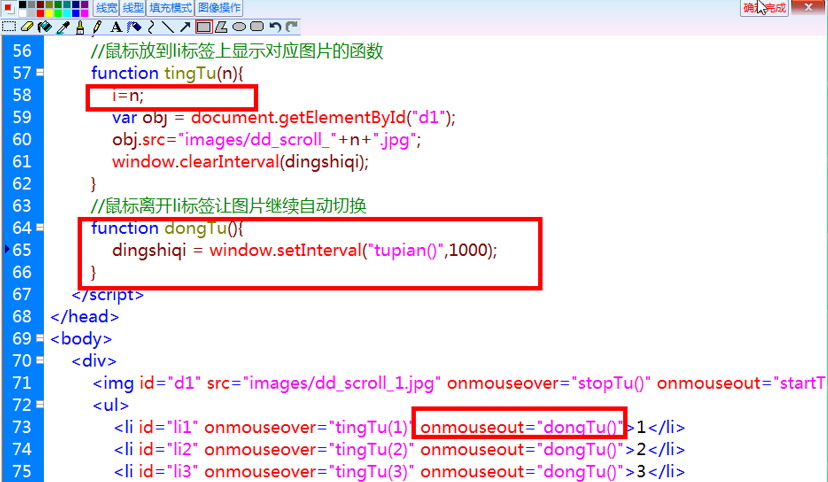 线宽 线型 填充模式 图像操作
56 //鼠标放到li标签上显示对应图片的函数
57 function tingTu(n){
58 i=n;
59 var obj = document.getElementById("d1");
60 obj.src="images/dd_scroll_"+n+".jpg";
61 window.clearInterval(dingshiqi);
62 }
63 //鼠标离开li标签让图片继续自动切换
64 function dongTu(){
65 dingshiqi = window.setInterval("tupian()",1000);
66 }
67 </script>
68 </head>
69 <body>
70 <div>
71 <img id="d1" src="images/dd_scroll_1.jpg" onmouseover="stopTu()" onmouseout="startT
72 <ul>
73 <li id="li1" onmouseover="tingTu(1)" onmouseout="dongTu()">1</li>
74 <li id="li2" onmouseover="tingTu(2)" onmouseout="dongTu()">2</li>
75 <li id="li3" onmouseover="tingTu(3)" onmouseout="dongTu()">3</li>